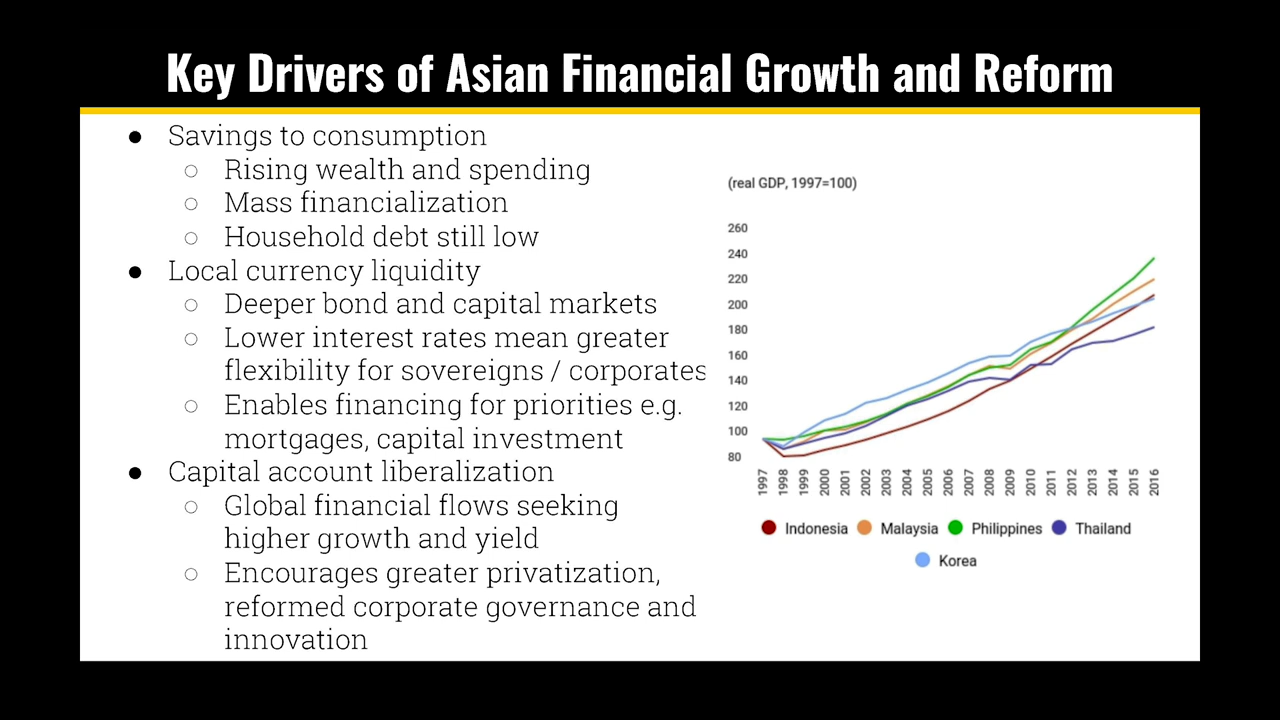 Key Drivers of Asian Financial Growth and Reform
● Savings to consumption
○ Rising wealth and spending
○ Mass financialization
○ Household debt still low
● Local currency liquidity
○ Deeper bond and capital markets
○ Lower interest rates mean greater
flexibility for sovereigns / corporates
○ Enables financing for priorities e.g.
mortgages, capital investment
● Capital account liberalization
○ Global financial flows seeking
higher growth and yield
○ Encourages greater privatization,
reformed corporate governance and
innovation
(real GDP, 1997=100)
260
240
220
200
180
160
140
120
100
80
1997 1998 1999 2000 2001 2002 2003 2004 2005 2006 2007 2008 2009 2010 2011 2012 2013 2014 2015 2016
Indonesia Malaysia Philippines Thailand
Korea